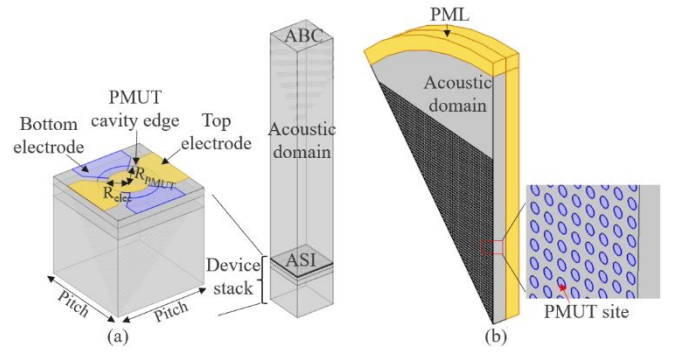 ABC
PMUT
cavity edge
Bottom
electrode
Top
electrode
R_PMUT
R_elec
Acoustic
domain
ASI
Device
stack
Pitch
Pitch
(a)
PML
Acoustic
domain
PMUT site
(b)